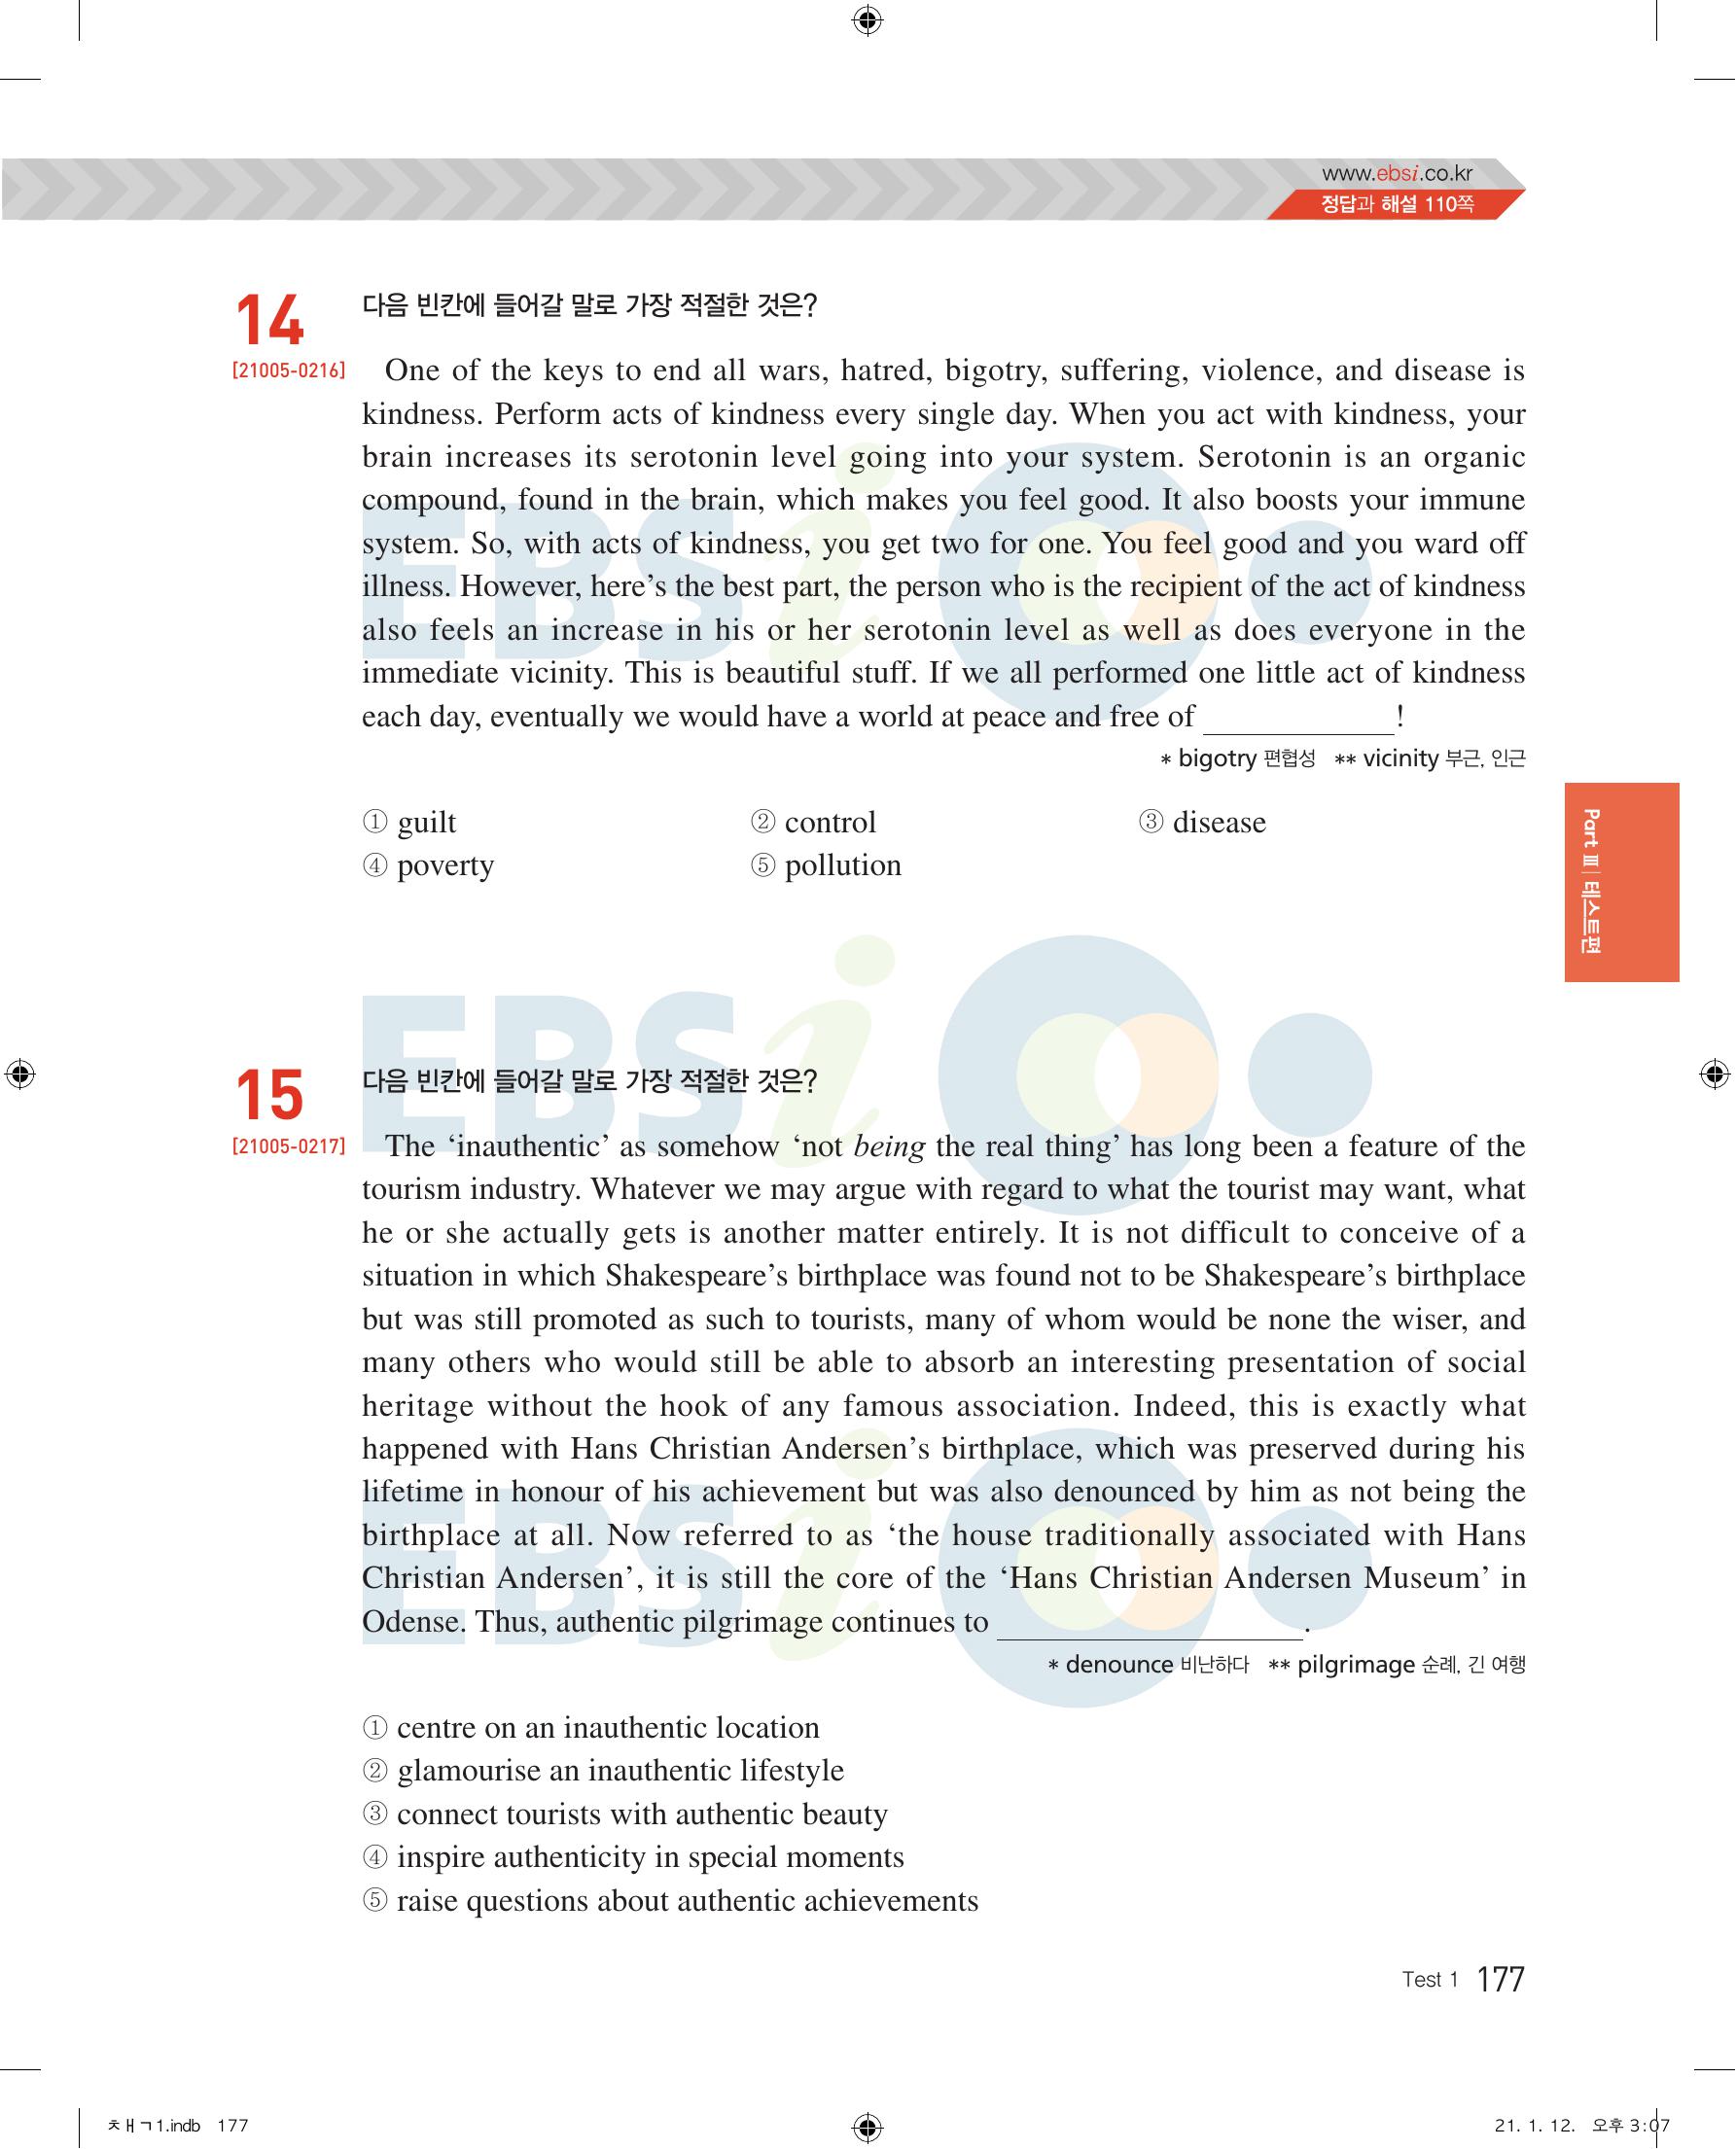 www.ebsi.co.kr
정답과 해설 110쪽
14
다음 빈칸에 들어갈 말로 가장 적절한 것은?
[21005-0216]
One of the keys to end all wars, hatred, bigotry, suffering, violence, and disease is
kindness. Perform acts of kindness every single day. When you act with kindness, your
brain increases its serotonin level going into your system. Serotonin is an organic
compound, found in the brain, which makes you feel good. It also boosts your immune
system. So, with acts of kindness, you get two for one. You feel good and you ward off
illness. However, here’s the best part, the person who is the recipient of the act of kindness
also feels an increase in his or her serotonin level as well as does everyone in the
immediate vicinity. This is beautiful stuff. If we all performed one little act of kindness
each day, eventually we would have a world at peace and free of ____________!
* bigotry 편협성 ** vicinity 부근, 인근
① guilt ② control ③ disease
④ poverty ⑤ pollution
Part Ⅲ | 테스트편
15
다음 빈칸에 들어갈 말로 가장 적절한 것은?
[21005-0217]
The ‘inauthentic’ as somehow ‘not being the real thing’ has long been a feature of the
tourism industry. Whatever we may argue with regard to what the tourist may want, what
he or she actually gets is another matter entirely. It is not difficult to conceive of a
situation in which Shakespeare’s birthplace was found not to be Shakespeare’s birthplace
but was still promoted as such to tourists, many of whom would be none the wiser, and
many others who would still be able to absorb an interesting presentation of social
heritage without the hook of any famous association. Indeed, this is exactly what
happened with Hans Christian Andersen’s birthplace, which was preserved during his
lifetime in honour of his achievement but was also denounced by him as not being the
birthplace at all. Now referred to as ‘the house traditionally associated with Hans
Christian Andersen’, it is still the core of the ‘Hans Christian Andersen Museum’ in
Odense. Thus, authentic pilgrimage continues to ____________________.
* denounce 비난하다 ** pilgrimage 순례, 긴 여행
① centre on an inauthentic location
② glamourise an inauthentic lifestyle
③ connect tourists with authentic beauty
④ inspire authenticity in special moments
⑤ raise questions about authentic achievements
EBSi
EBSi
EBSi
Test 1 177
ㅊㅐㄱ1.indb 177
21. 1. 12. 오후 3:07